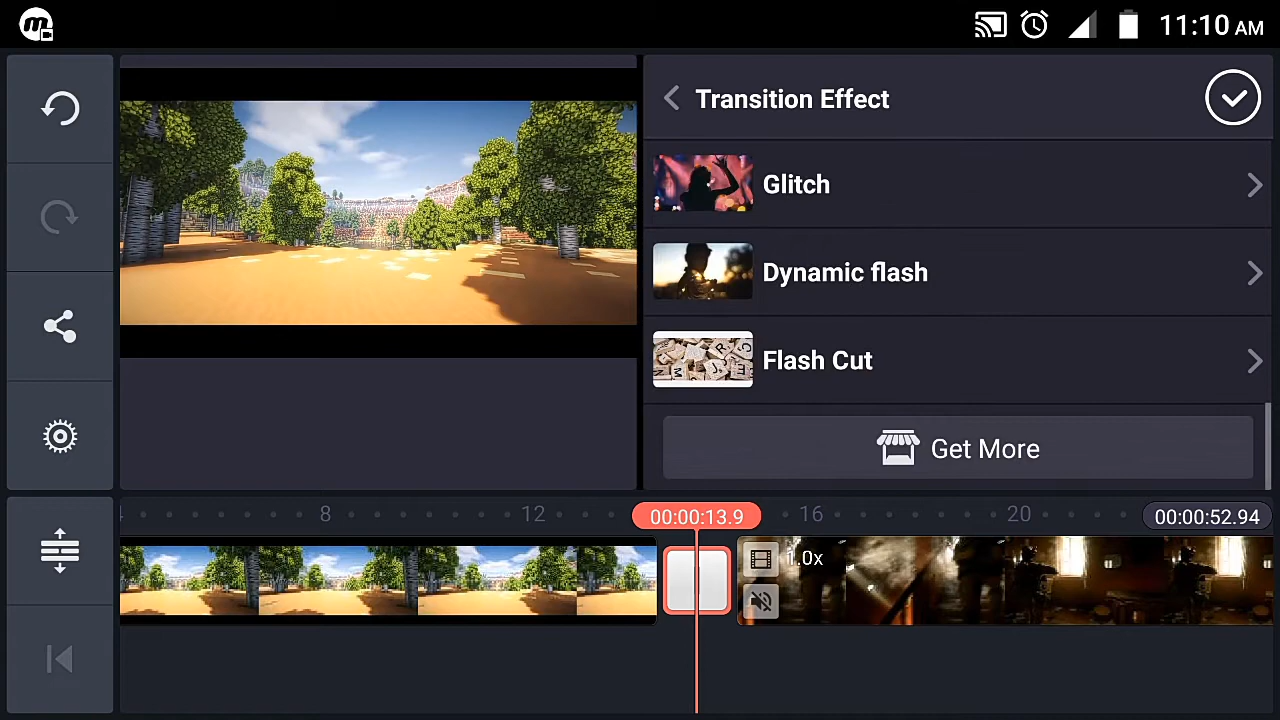 m
11:10 AM
Transition Effect
Glitch
Dynamic flash
Flash Cut
Get More
4 8 12 00:00:13.9 16 20 00:00:52.94
1.0x